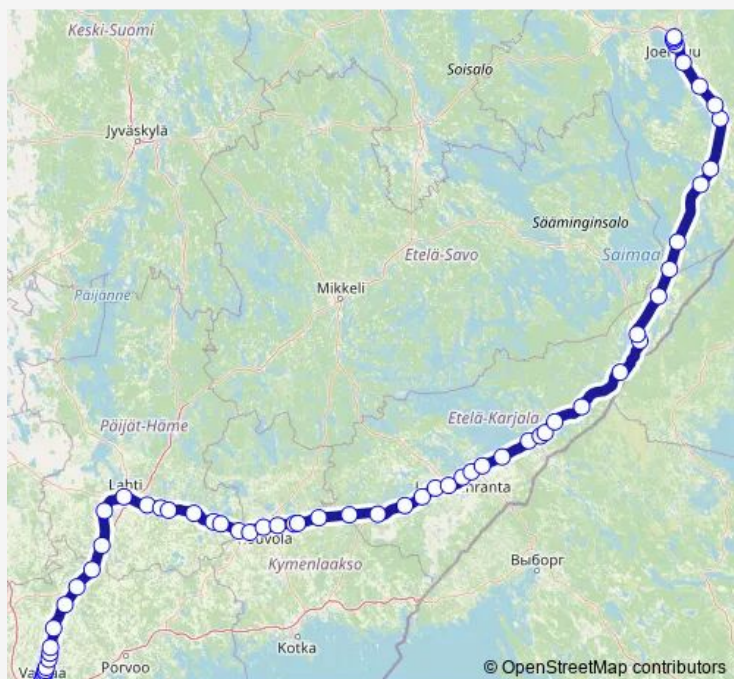 Keski-Suomi
Soisalo
Jyväskylä
Sääminginsalo
Etelä-Savo
Saimaa
Mikkeli
Päijänne
Etelä-Karjala
Päijät-Häme
Lahti
Kymenlaakso
Выборг
Kotka
Porvoo
© OpenStreetMap contributors